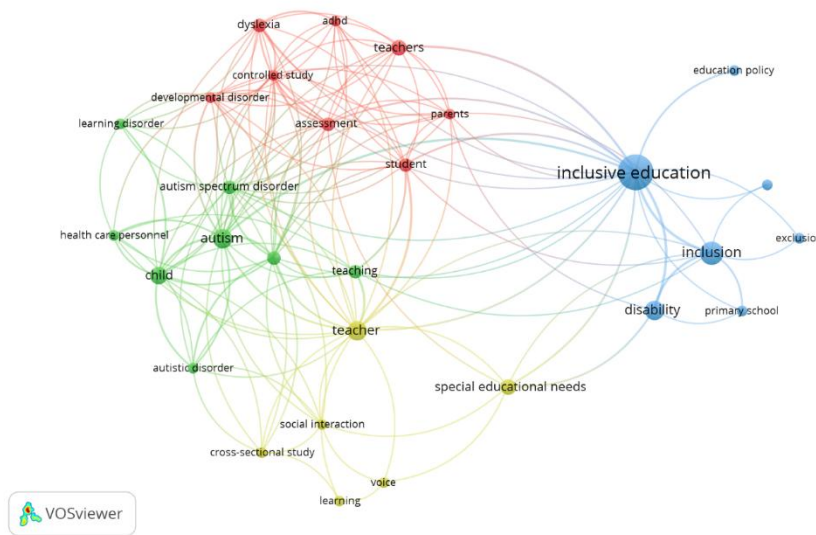 dyslexia
adhd
teachers
education policy
controlled study
developmental disorder
parents
learning disorder
assessment
student
inclusive education
autism spectrum disorder
health care personnel
autism
exclusio
inclusion
child
teaching
disability
primary school
teacher
autistic disorder
special educational needs
social interaction
cross-sectional study
voice
learning
VOSviewer